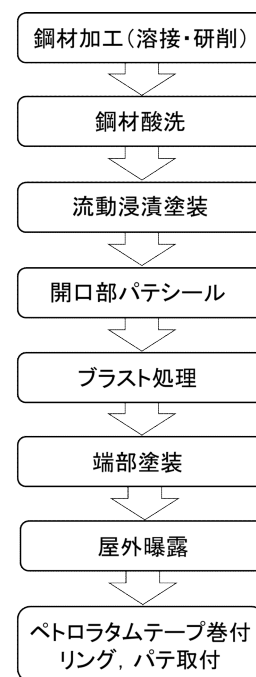 鋼材加工（溶接・研削）
鋼材酸洗
流動浸漬塗装
開口部パテシール
ブラスト処理
端部塗装
屋外曝露
ペトロラタムテープ巻付
リング，パテ取付